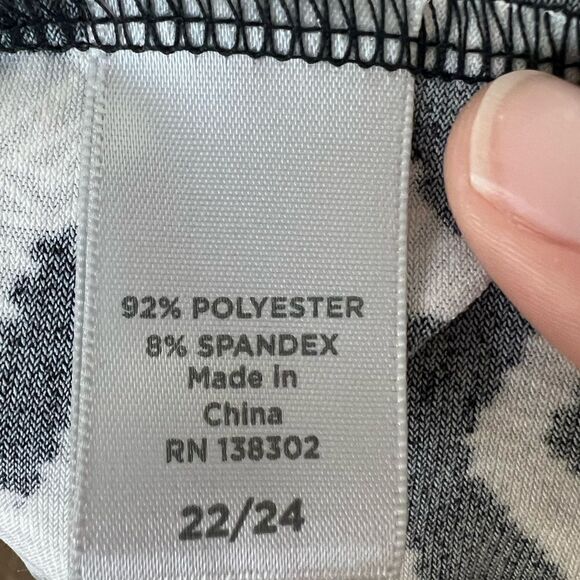 92% POLYESTER
8% SPANDEX
Made in
China
RN 138302
22/24